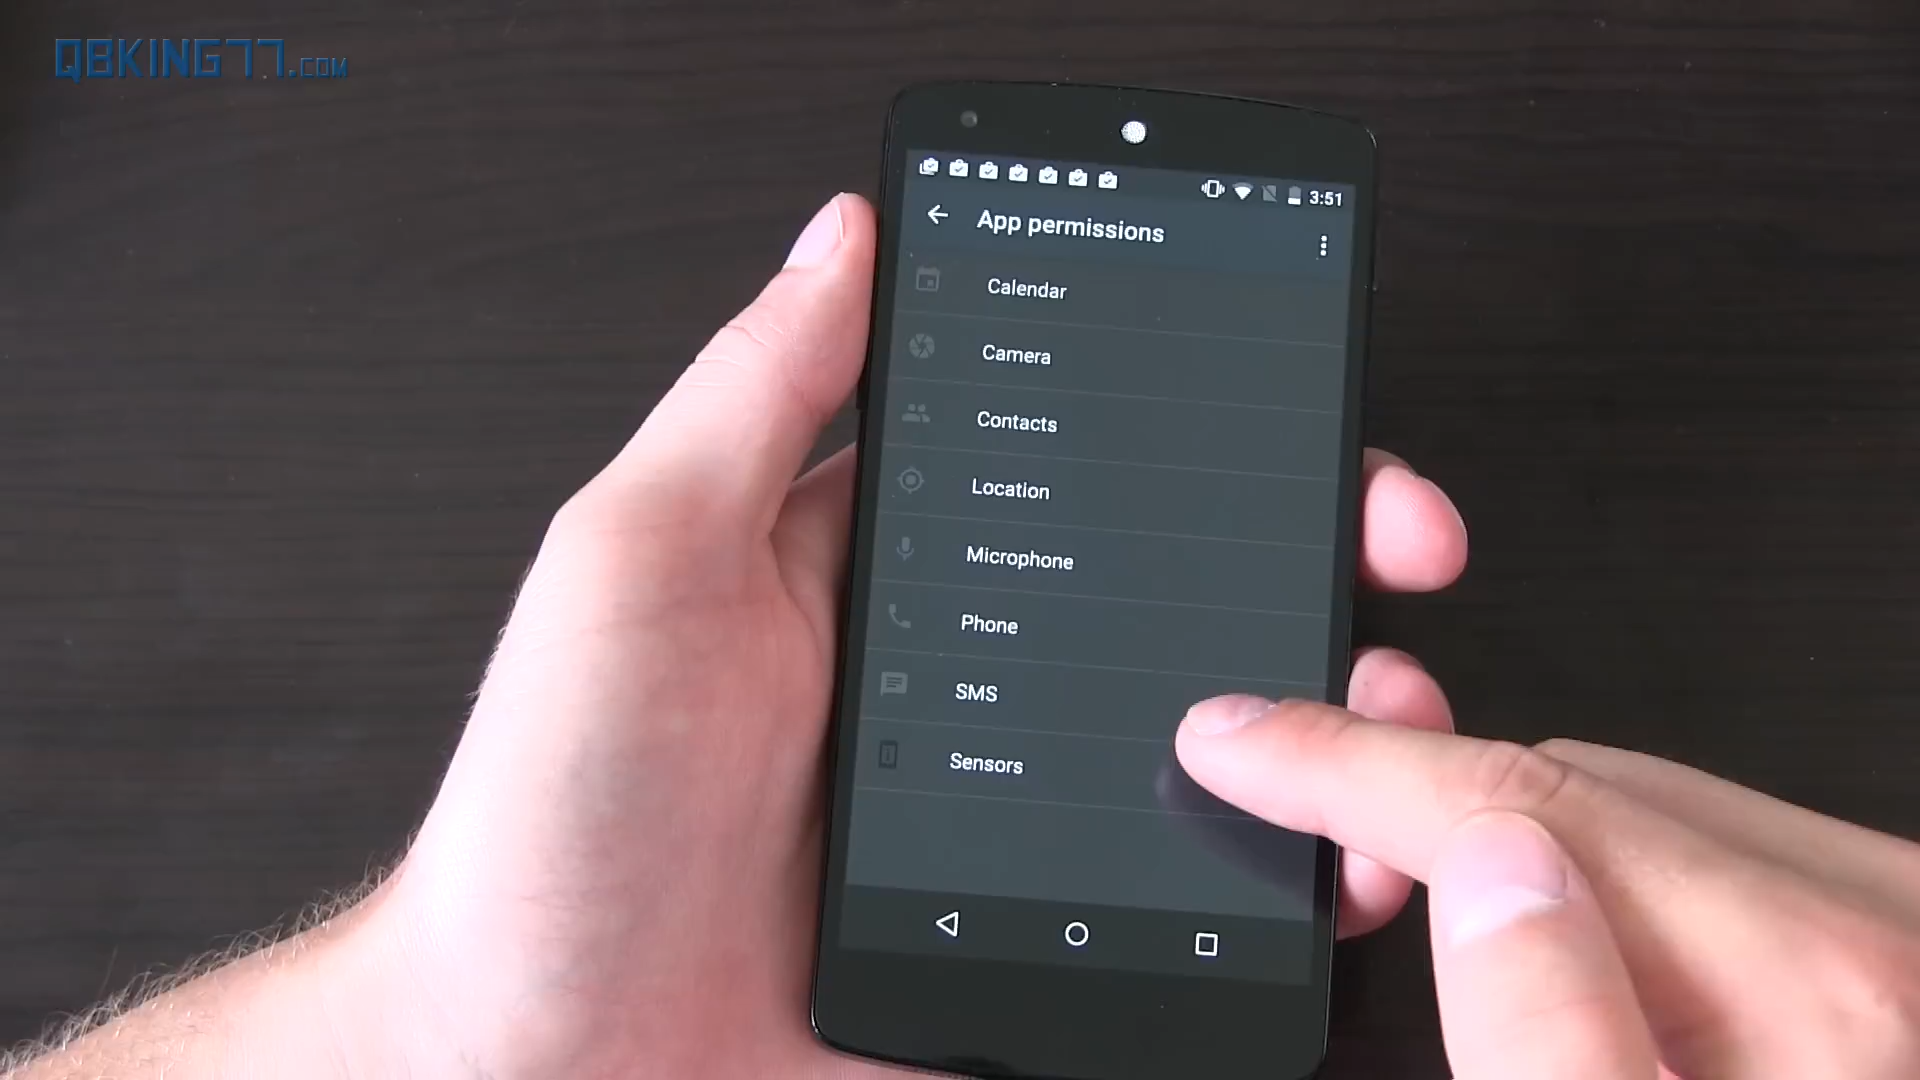 QBKING77.COM
3:51
App permissions
Calendar
Camera
Contacts
Location
Microphone
Phone
SMS
Sensors